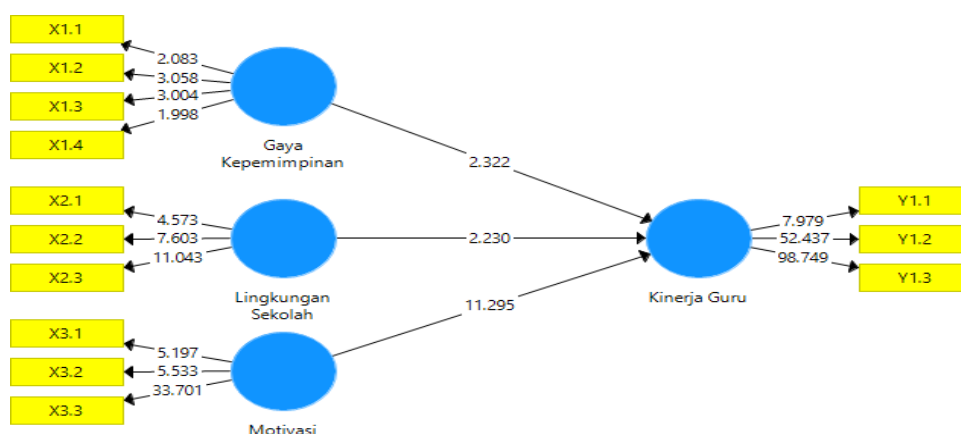 X1.1
X1.2
X1.3
X1.4
2.083
3.058
3.004
1.998
Gaya
Kepemimpinan
2.322
X2.1
X2.2
X2.3
4.573
7.603
11.043
Lingkungan
Sekolah
2.230
X3.1
X3.2
X3.3
5.197
5.533
33.701
Motivasi
11.295
Kinerja Guru
7.979
52.437
98.749
Y1.1
Y1.2
Y1.3